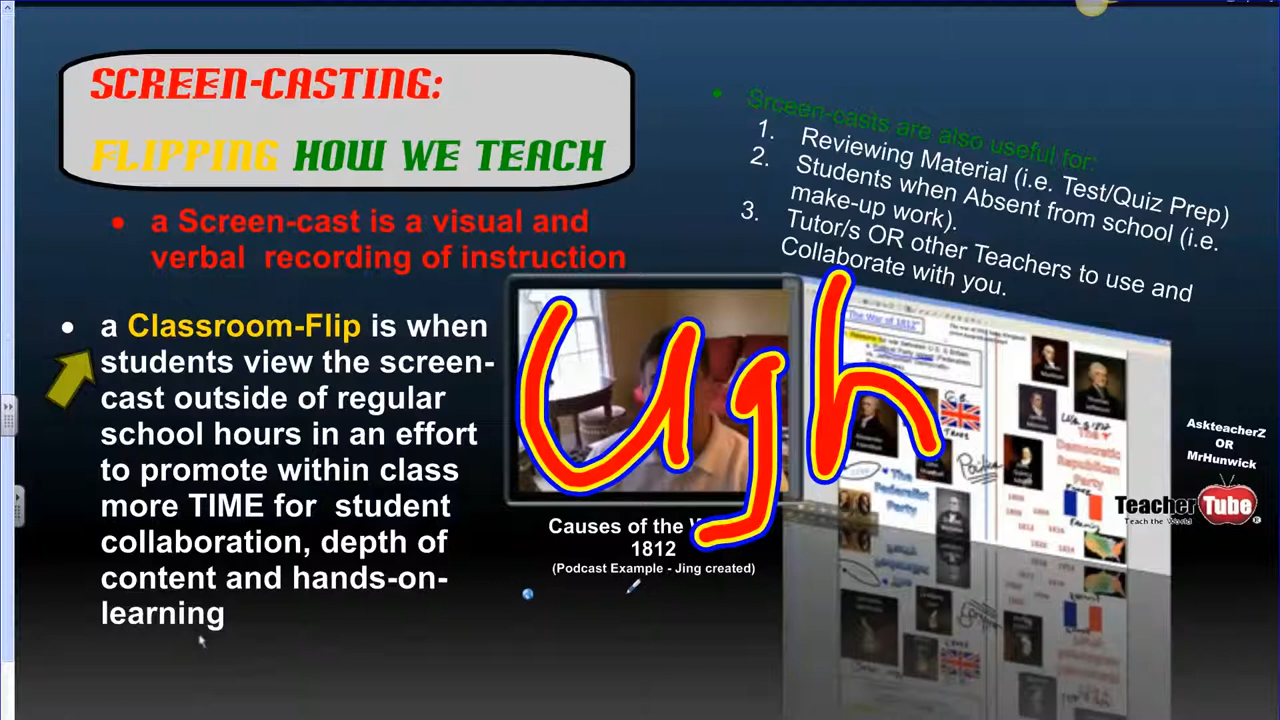 SCREEN-CASTING:
FLIPPING HOW WE TEACH
• a Screen-cast is a visual and
verbal recording of instruction
• a Classroom-Flip is when
students view the screen-
cast outside of regular
school hours in an effort
to promote within class
more TIME for student
collaboration, depth of
content and hands-on-
learning
• Srceen-casts are also useful for:
1. Reviewing Material (i.e. Test/Quiz Prep)
2. Students when Absent from school (i.e.
make-up work).
3. Tutor/s OR other Teachers to use and
Collaborate with you.
Ugh
Causes of the
1812
(Podcast Example - Jing created)
"The War of 1812"
The
Federalist
Party
The
Democratic
Republican
Party
AskteacherZ
OR
MrHunwick
TeacherTube
Teach the World